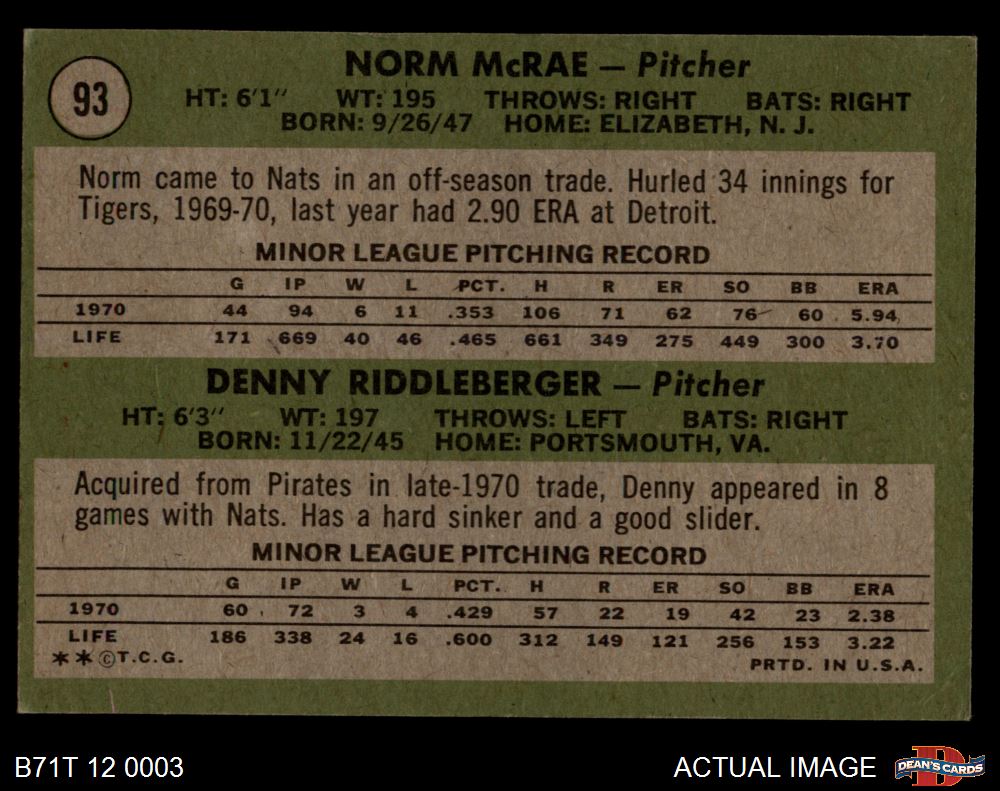 93
NORM McRAE — Pitcher
HT: 6'1" WT: 195 THROWS: RIGHT BATS: RIGHT
BORN: 9/26/47 HOME: ELIZABETH, N. J.
Norm came to Nats in an off-season trade. Hurled 34 innings for
Tigers, 1969-70, last year had 2.90 ERA at Detroit.
MINOR LEAGUE PITCHING RECORD
G IP W L PCT. H R ER SO BB ERA
1970 44 94 6 11 .353 106 71 62 76 60 5.94
LIFE 171 669 40 46 .465 661 349 275 449 300 3.70
DENNY RIDDLEBERGER — Pitcher
HT: 6'3" WT: 197 THROWS: LEFT BATS: RIGHT
BORN: 11/22/45 HOME: PORTSMOUTH, VA.
Acquired from Pirates in late-1970 trade, Denny appeared in 8
games with Nats. Has a hard sinker and a good slider.
MINOR LEAGUE PITCHING RECORD
G IP W L PCT. H R ER SO BB ERA
1970 60 72 3 4 .429 57 22 19 42 23 2.38
LIFE 186 338 24 16 .600 312 149 121 256 153 3.22
**©T.C.G. PRTD. IN U.S.A.
B71T 12 0003 ACTUAL IMAGE DEAN'S CARDS